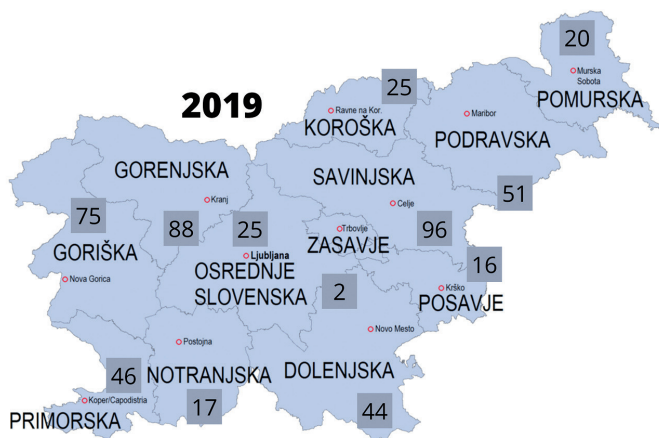 20
Murska
Sobota
POMURSKA
25
2019
Ravne na Kor.
KOROŠKA
Maribor
PODRAVSKA
GORENJSKA
SAVINJSKA
51
Kranj
Celje
75
88
25
Trbovlje
96
GORIŠKA
ZASAVJE
Ljubljana
OSREDNJE
SLOVENSKA
16
Nova Gorica
2
Krško
POSAVJE
Novo Mesto
Postojna
46
NOTRANJSKA
DOLENJSKA
Koper/Capodistria
17
44
PRIMORSKA